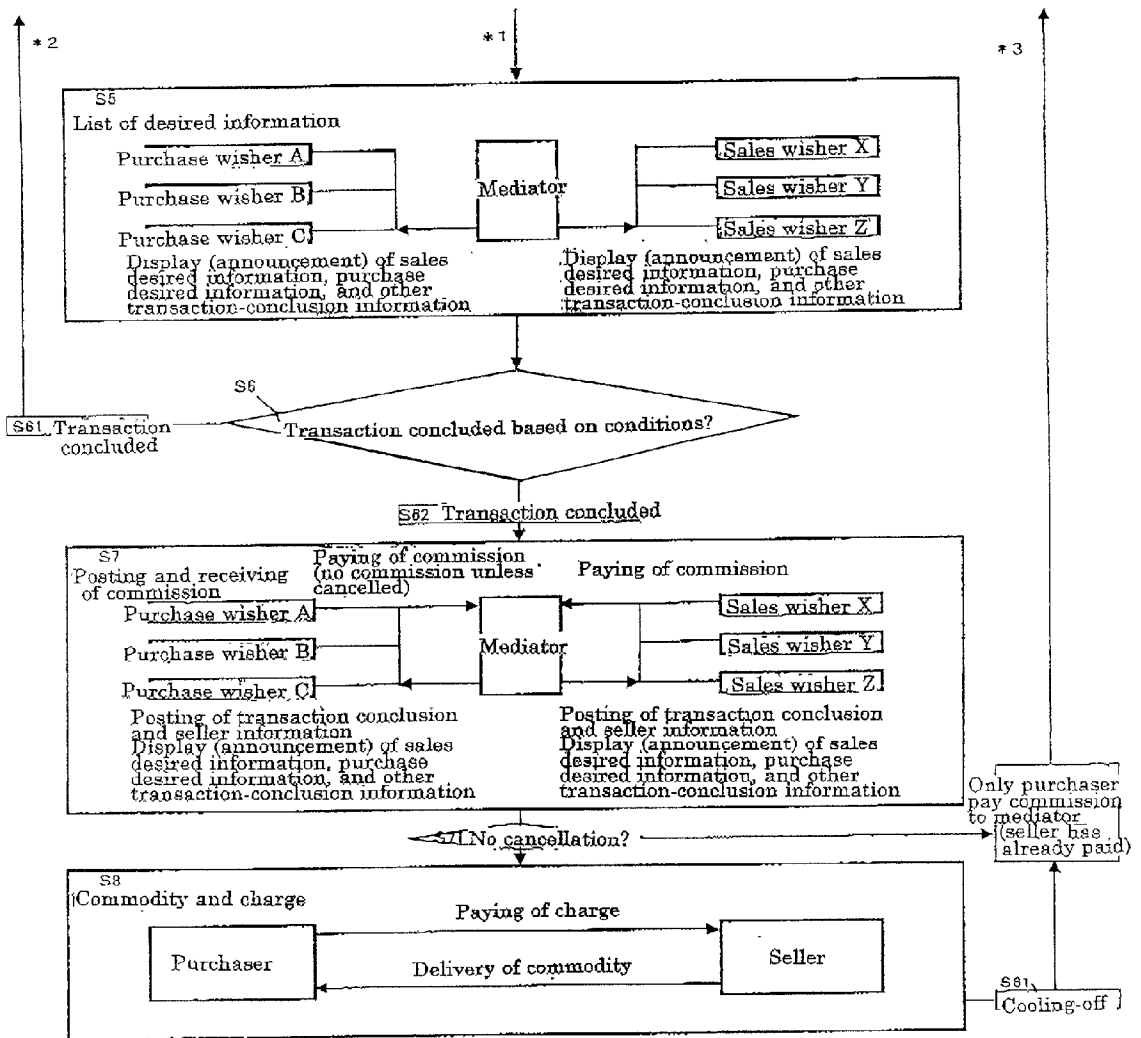 *2
*1
*3
S5
List of desired information
Purchase wisher A
Purchase wisher B
Purchase wisher C
Mediator
Sales wisher X
Sales wisher Y
Sales wisher Z
Display (announcement) of sales
desired information, purchase
desired information, and other
transaction-conclusion information
Display (announcement) of sales
desired information, purchase
desired information, and other
transaction-conclusion information
S6
Transaction concluded based on conditions?
S61 Transaction
concluded
S62 Transaction concluded
S7
Posting and receiving
of commission
Paying of commission
(no commission unless
cancelled)
Paying of commission
Purchase wisher A
Purchase wisher B
Purchase wisher C
Mediator
Sales wisher X
Sales wisher Y
Sales wisher Z
Posting of transaction conclusion
and seller information
Display (announcement) of sales
desired information, purchase
desired information, and other
transaction-conclusion information
Posting of transaction conclusion
and seller information
Display (announcement) of sales
desired information, purchase
desired information, and other
transaction-conclusion information
Only purchaser
pay commission
to mediator
(seller has
already paid)
S71 No cancellation?
S8
Commodity and charge
Paying of charge
Purchaser
Seller
Delivery of commodity
Cooling-off